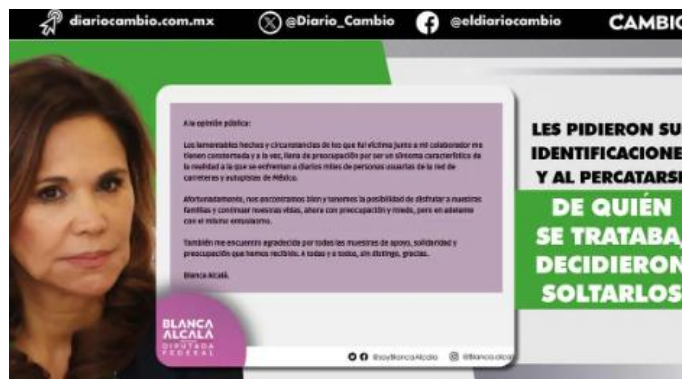 diariocambio.com.mx @Diario_Cambio @eldiariocambio CAMBIO
A la opinión pública:
Los lamentables hechos y circunstancias de los que fui víctima junto a mi colaborador me
tienen consternada y a la vez, llena de preocupación por ser un síntoma característico de
la realidad a la que se enfrentan a diarios miles de personas usuarias de la red de
carreteras y autopistas de México.
Afortunadamente, nos encontramos bien y tenemos la posibilidad de disfrutar a nuestras
familias y continuar nuestras vidas, ahora con preocupación y miedo, pero en adelante
con el mismo entusiasmo.
También me encuentro agradecida por todas las muestras de apoyo, solidaridad y
preocupación que hemos recibido. A todas y a todos, sin distingo, gracias.
Blanca Alcalá.
BLANCA
ALCALÁ
DIPUTADA
FEDERAL
@soyBlancaAlcala @blanca.alcal
LES PIDIERON SU
IDENTIFICACIONE
Y AL PERCATARSE
DE QUIÉN
SE TRATABA,
DECIDIERON
SOLTARLOS